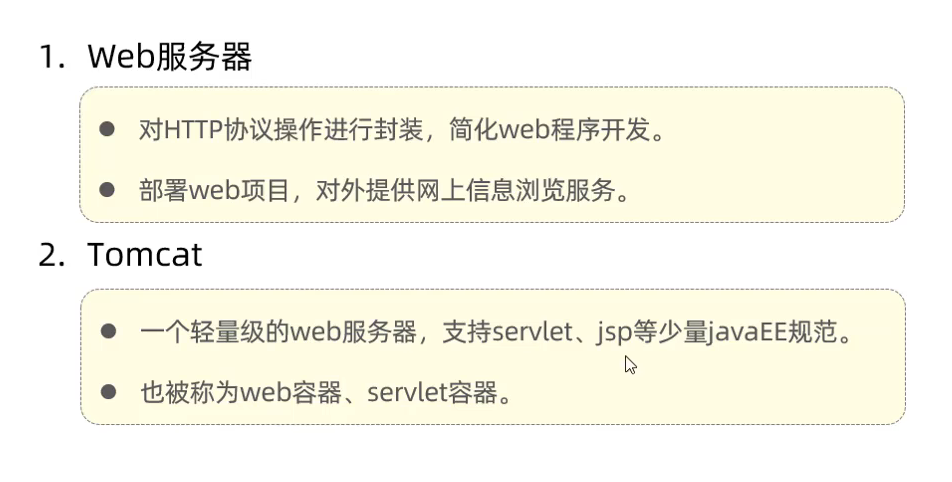 1. Web服务器
● 对HTTP协议操作进行封装，简化web程序开发。
● 部署web项目，对外提供网上信息浏览服务。
2. Tomcat
● 一个轻量级的web服务器，支持servlet、jsp等少量javaEE规范。
● 也被称为web容器、servlet容器。